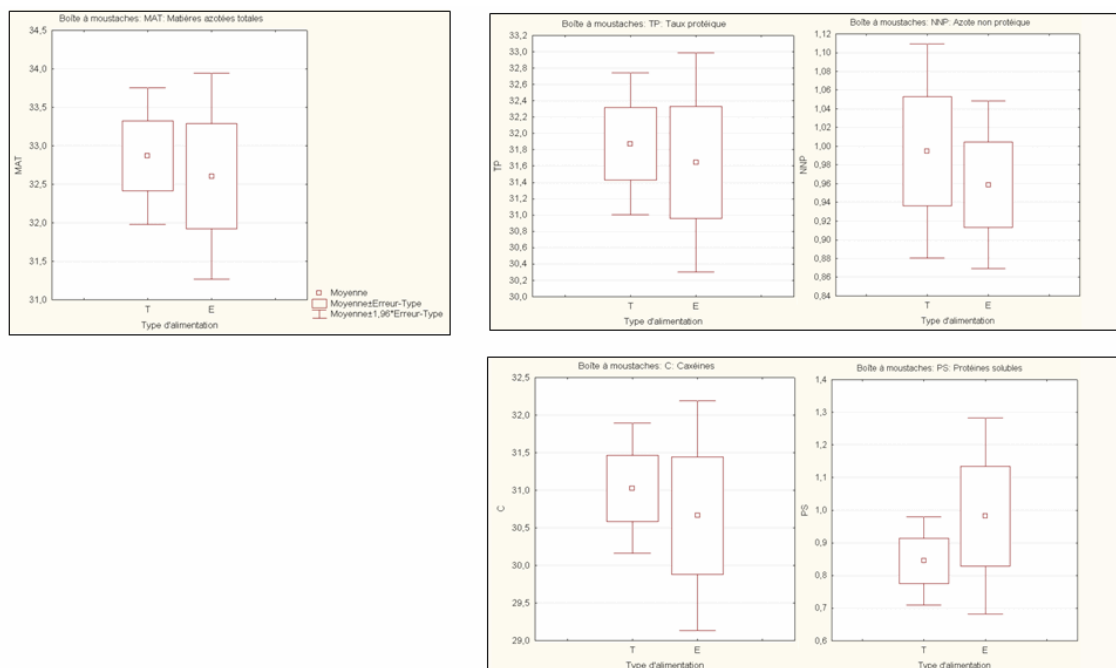 Boîte à moustaches: MAT: Matières azotées totales
34,5
34,0
33,5
33,0
32,5
32,0
31,5
31,0
MAT
T E
Type d'alimentation
Moyenne
Moyenne±Erreur-Type
Moyenne±1,96*Erreur-Type
Boîte à moustaches: TP: Taux protéique
33,2
33,0
32,8
32,6
32,4
32,2
32,0
31,8
31,6
31,4
31,2
31,0
30,8
30,6
30,4
30,2
30,0
TP
T E
Type d'alimentation
Boîte à moustaches: NNP: Azote non protéique
1,12
1,10
1,08
1,06
1,04
1,02
1,00
0,98
0,96
0,94
0,92
0,90
0,88
0,86
0,84
NNP
T E
Type d'alimentation
Boîte à moustaches: C: Caxéines
32,5
32,0
31,5
31,0
30,5
30,0
29,5
29,0
C
T E
Type d'alimentation
Boîte à moustaches: PS: Protéines solubles
1,4
1,3
1,2
1,1
1,0
0,9
0,8
0,7
0,6
PS
T E
Type d'alimentation